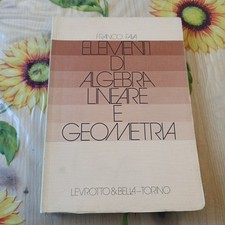 FRANCO FAVA
ELEMENTI
DI
ALGEBRA
LINEARE
E
GEOMETRIA
LEVROTTO & BELLA-TORINO